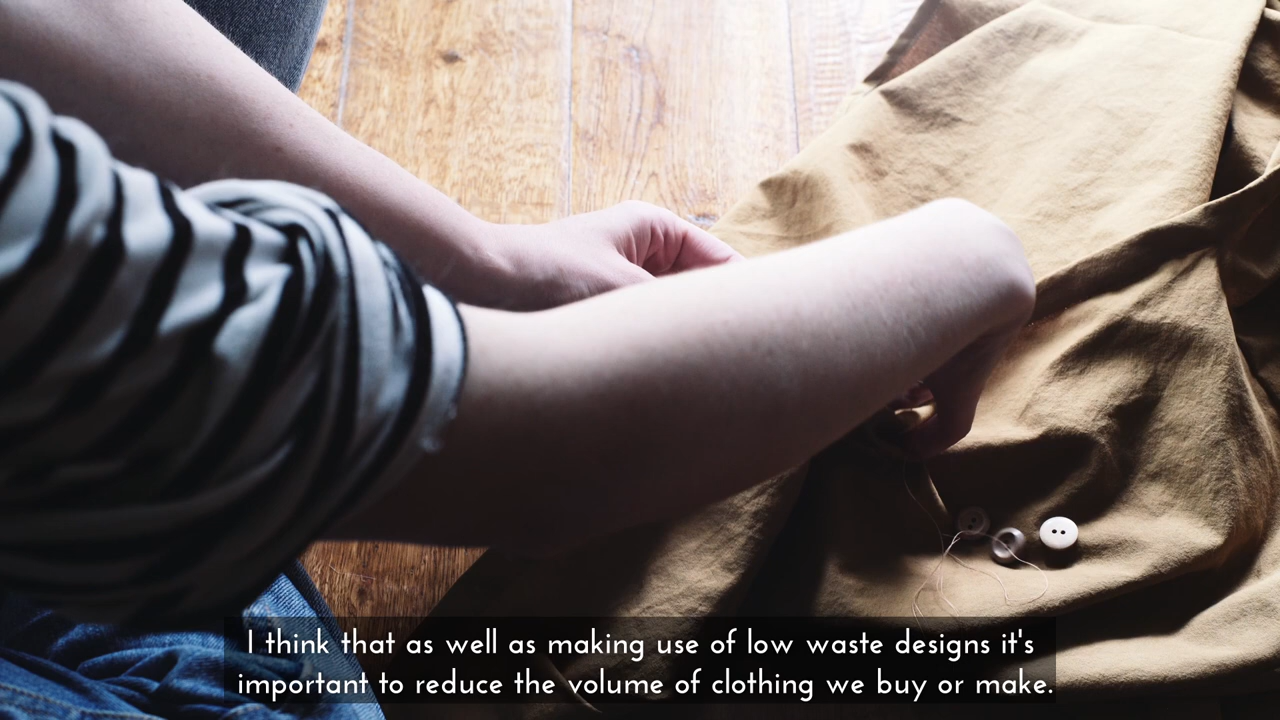 I think that as well as making use of low waste designs it's
important to reduce the volume of clothing we buy or make.